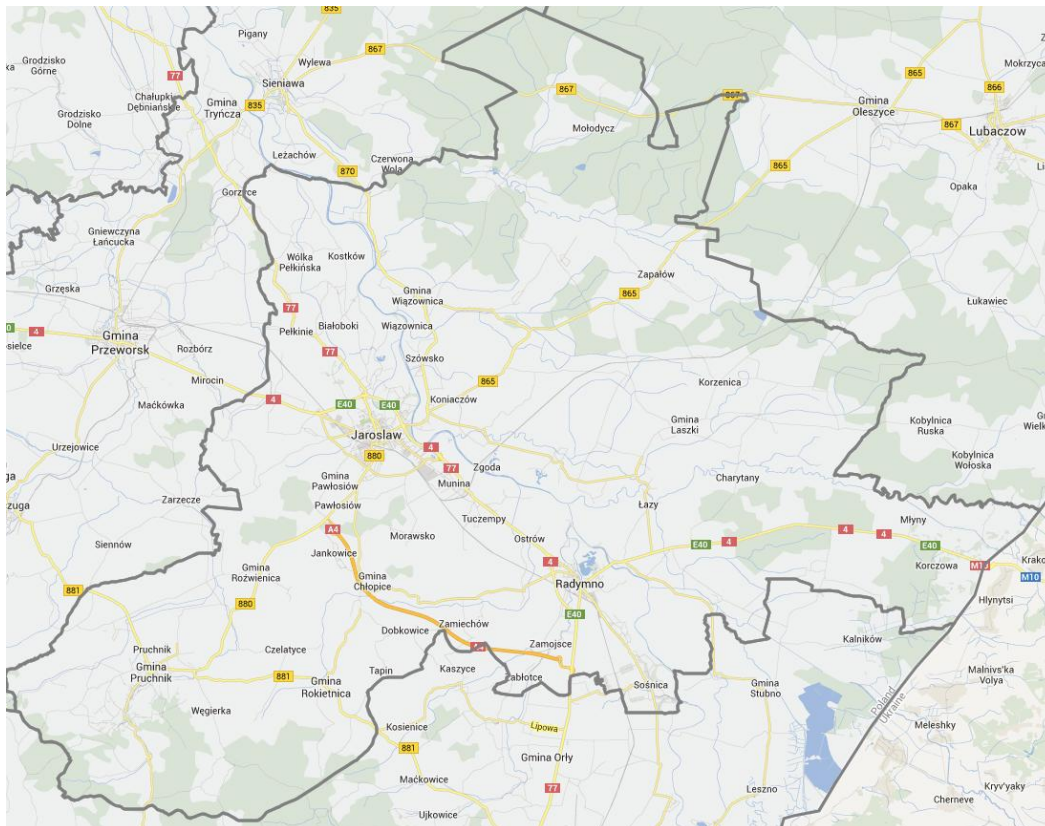 835
Pigany
867
Wylewa
Grodzisko
Górne
77
Sieniawa
865
Mokrzyca
867
866
Chałupki
Dębniańskie
Gmina
Tryńcza
835
867
Gmina
Oleszyce
867
Grodzisko
Dolne
Mołodycz
Lubaczow
Leżachów
Czerwona
Wola
870
865
Opaka
Gorzyce
Gniewczyna
Łańcucka
Wólka
Pełkińska
Kostków
Zapałów
Grzęska
Gmina
Wiązownica
865
Łukawiec
77
4
Gmina
Przeworsk
Pełkinie
Białoboki
Wiązownica
Rozbórz
77
Szówsko
Mirocin
865
Korzenica
4
E40
E40
Koniaczów
Maćkówka
Gmina
Laszki
Kobylnica
Ruska
Jaroslaw
4
Urzejowice
880
77
Zgoda
Kobylnica
Wołoska
Gmina
Pawłosiów
Munina
Charytany
Zarzecze
Pawłosiów
Łazy
Tuczempy
Młyny
A4
Morawsko
Ostrów
4
4
Siennów
E40
4
E40
Jankowice
4
Korczowa
M10
Gmina
Roźwienica
Gmina
Chłopice
Radymno
M10
881
Hlynytsi
880
E40
Zamiechów
Dobkowice
Zamojsce
Kalników
Pruchnik
Czelatyce
Gmina
Pruchnik
881
Gmina
Rokietnica
Tapin
Kaszyce
Zabłotce
Sośnica
Gmina
Stubno
Malnivs'ka
Volya
Węgierka
Poland
Ukraine
Kosienice
Lipowa
Meleshky
881
Gmina Orły
Maćkowice
77
Leszno
Kryv'yaky
Cherneve
Ujkowice